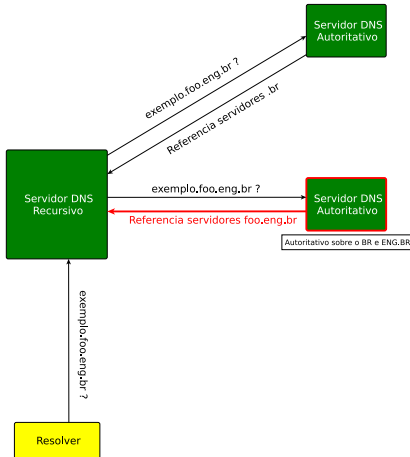 Servidor DNS
Autoritativo
exemplo.foo.eng.br ?
Referencia servidores .br
Servidor DNS
Recursivo
exemplo.foo.eng.br ?
Referencia servidores foo.eng.br
Servidor DNS
Autoritativo
Autoritativo sobre o BR e ENG.BR
exemplo.foo.eng.br ?
Resolver